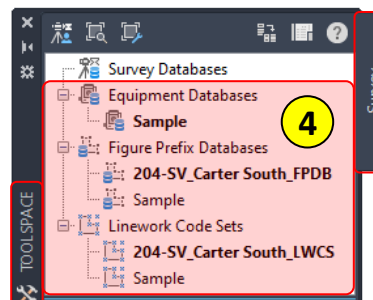 Survey Databases
Equipment Databases
Sample
4
Figure Prefix Databases
204-SV_Carter South_FPDB
Sample
Linework Code Sets
204-SV_Carter South_LWCS
Sample
TOOLSPACE
Survey